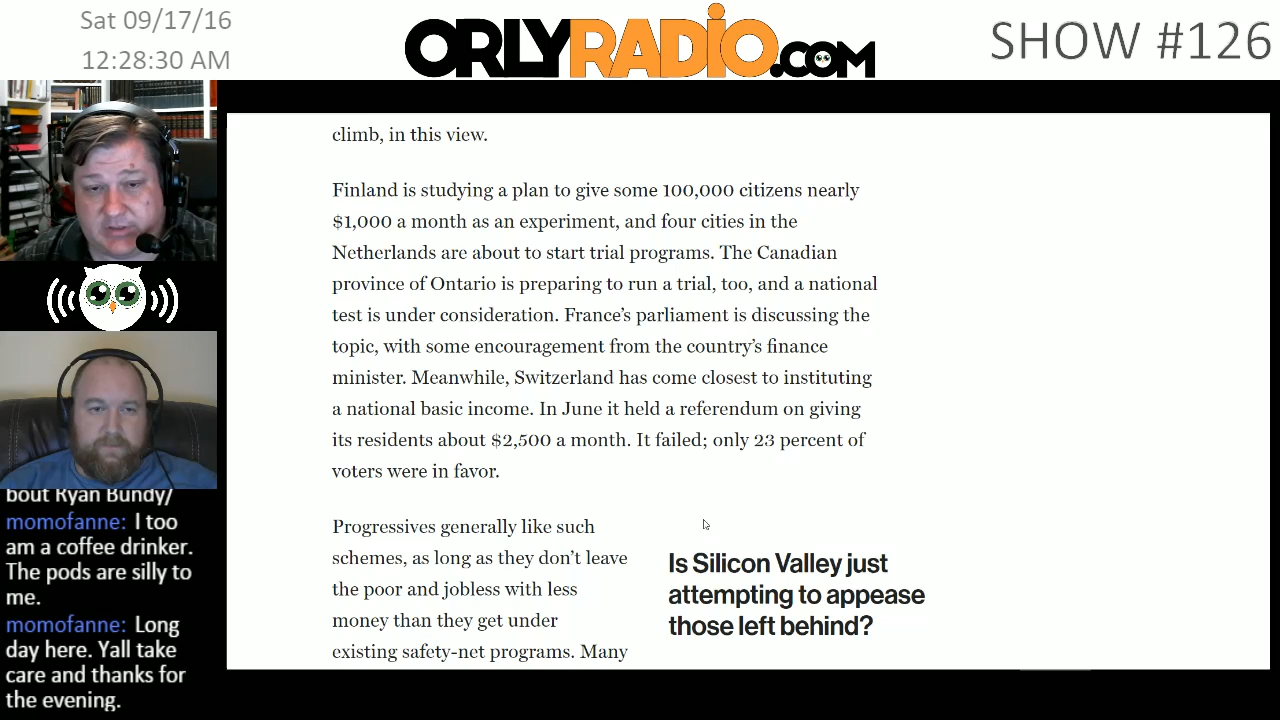 Sat 09/17/16
12:28:30 AM
ORLYRADIO.COM
SHOW #126
climb, in this view.
Finland is studying a plan to give some 100,000 citizens nearly
$1,000 a month as an experiment, and four cities in the
Netherlands are about to start trial programs. The Canadian
province of Ontario is preparing to run a trial, too, and a national
test is under consideration. France’s parliament is discussing the
topic, with some encouragement from the country’s finance
minister. Meanwhile, Switzerland has come closest to instituting
a national basic income. In June it held a referendum on giving
its residents about $2,500 a month. It failed; only 23 percent of
voters were in favor.
Progressives generally like such
schemes, as long as they don’t leave
the poor and jobless with less
money than they get under
existing safety-net programs. Many
Is Silicon Valley just
attempting to appease
those left behind?
bout Ryan Bundy/
momofanne: I too
am a coffee drinker.
The pods are silly to
me.
momofanne: Long
day here. Yall take
care and thanks for
the evening.